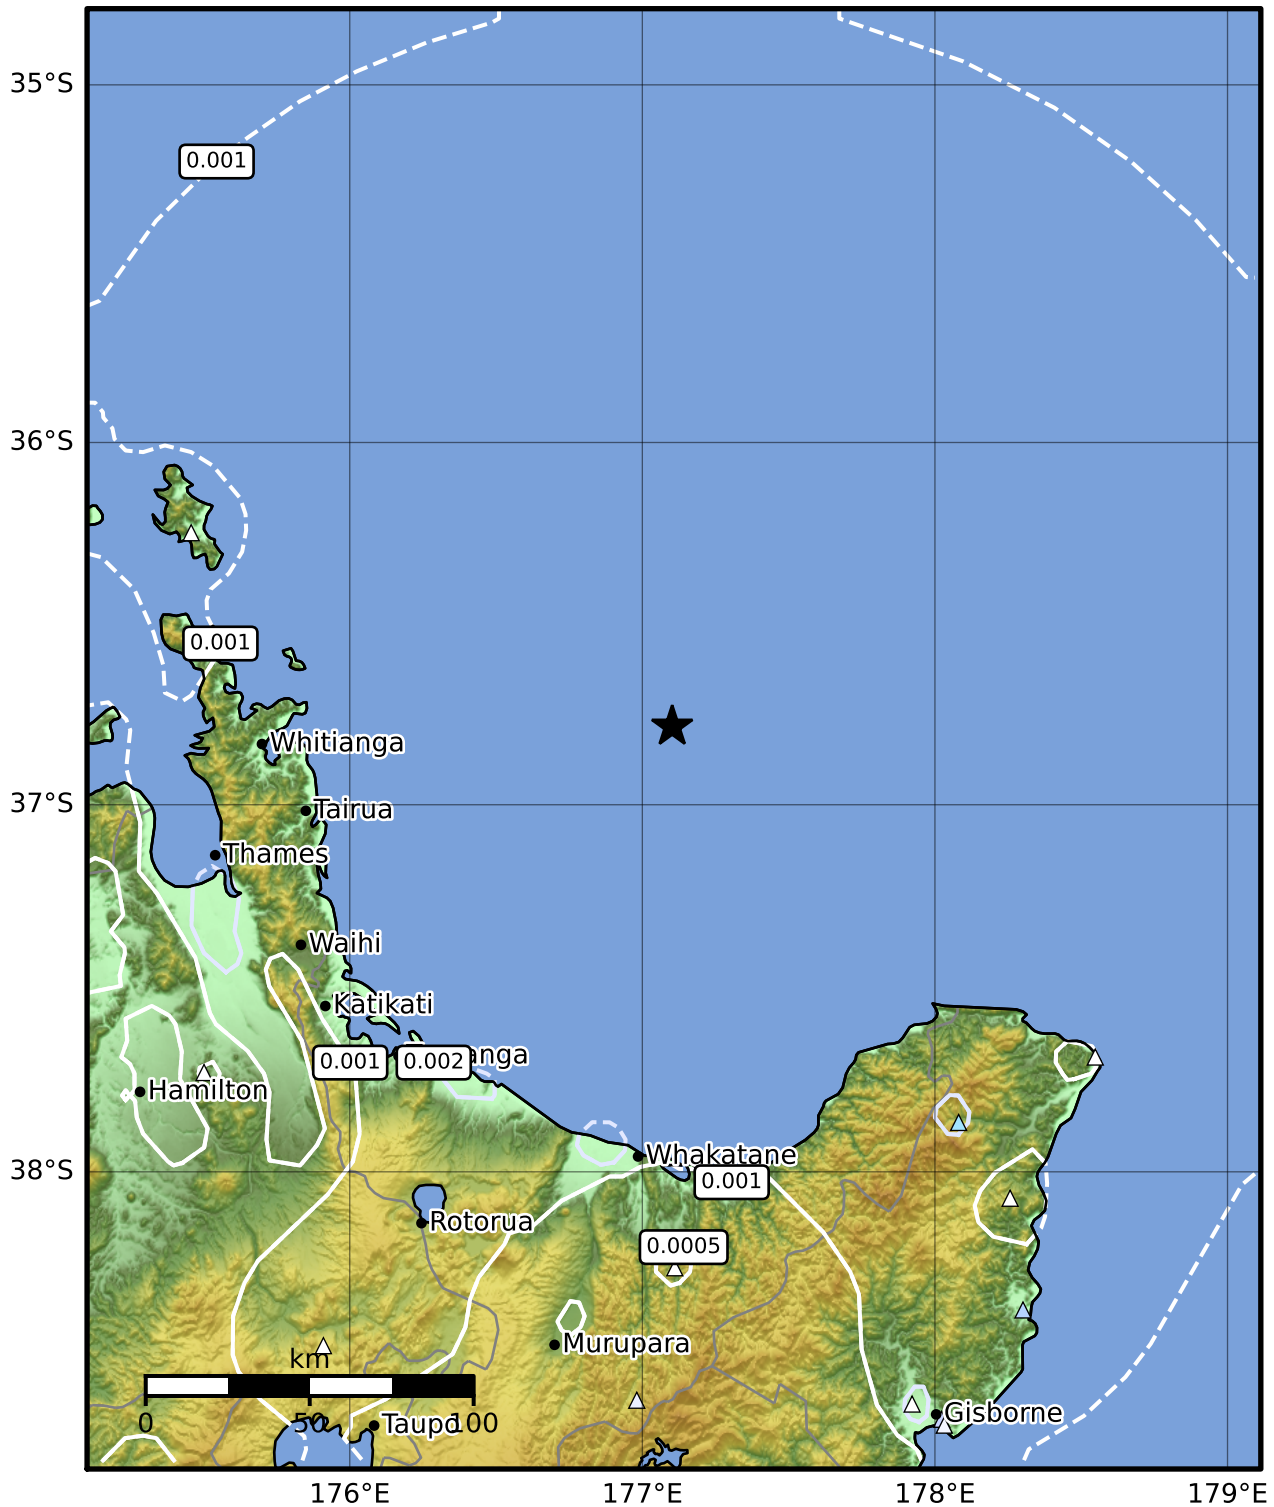 35°S
0.001
36°S
0.001
Whitianga
37°S
Tairua
Thames
Waihi
Katikati
0.001
0.002
anga
Hamilton
Whakatane
38°S
0.001
Rotorua
0.0005
Murupara
km
0
50
100
Taupo
Gisborne
176°E
177°E
178°E
179°E